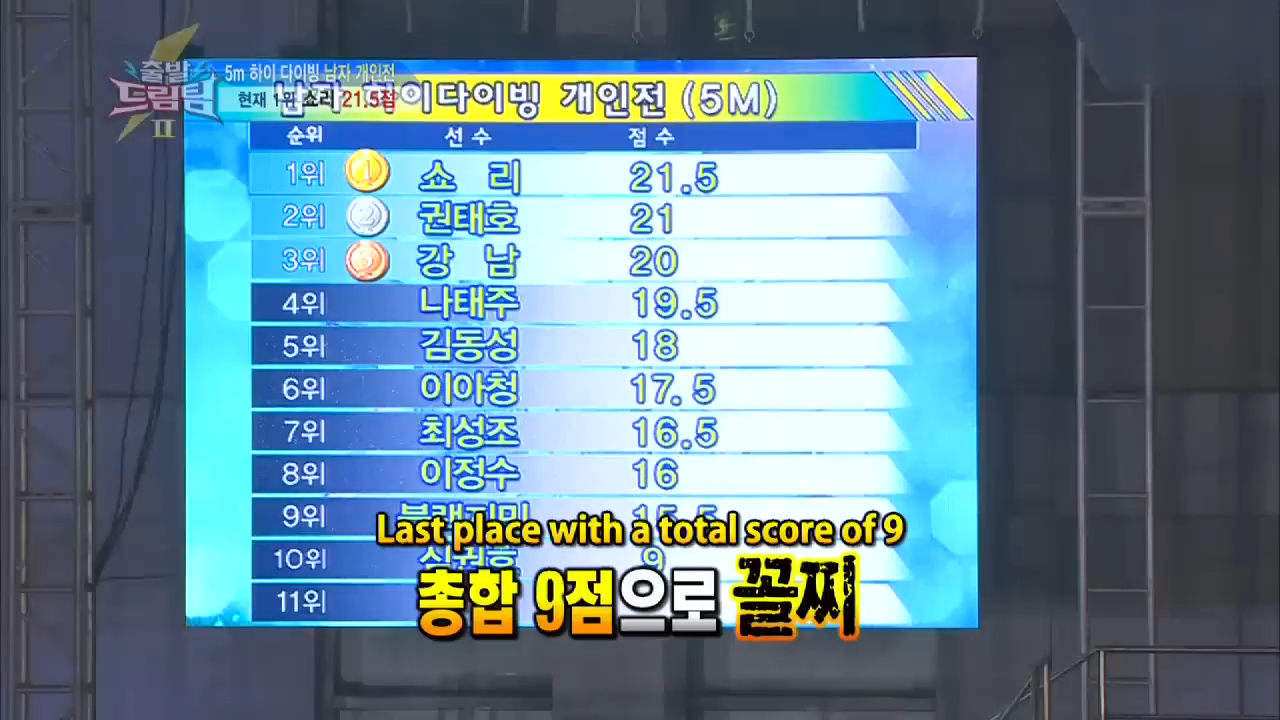 출발
드림팀
II
5m 하이 다이빙 남자 개인전
현재 1위 쇼리 21.5점
이다이빙 개인전 (5M)
순위 선수 점수
1위 1 쇼리 21.5
2위 2 권태호 21
3위 3 강남 20
4위 나태주 19.5
5위 김동성 18
6위 이아청 17.5
7위 최성조 16.5
8위 이정수 16
9위 15.5
10위 9
11위
Last place with a total score of 9
총합 9점으로 꼴찌